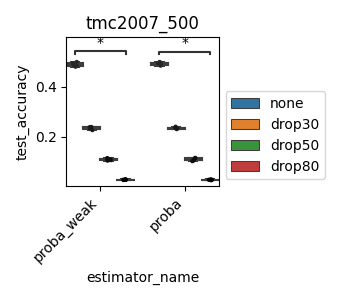 tmc2007_500
*
*
test_accuracy
0.4
0.2
none
drop30
drop50
drop80
proba_weak
proba
estimator_name